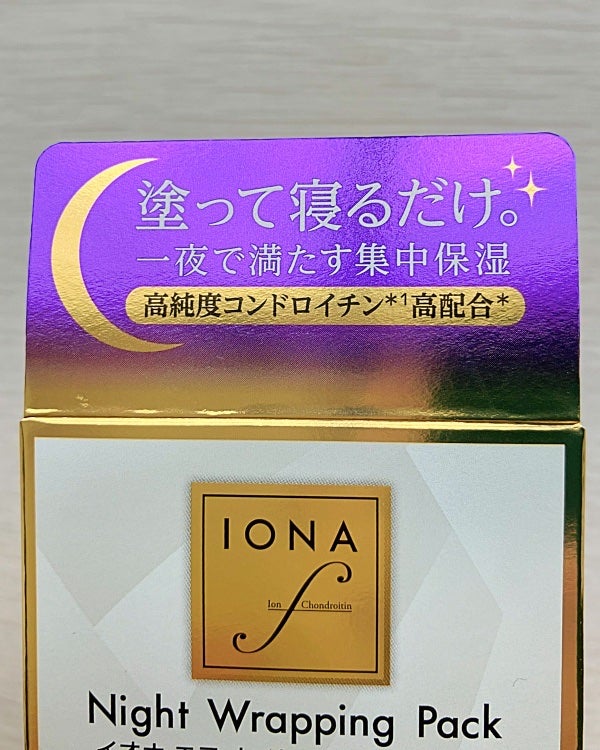 塗って寝るだけ。
一夜で満たす集中保湿
高純度コンドロイチン*1高配合*
IONA
Ion Chondroitin
f
Night Wrapping Pack